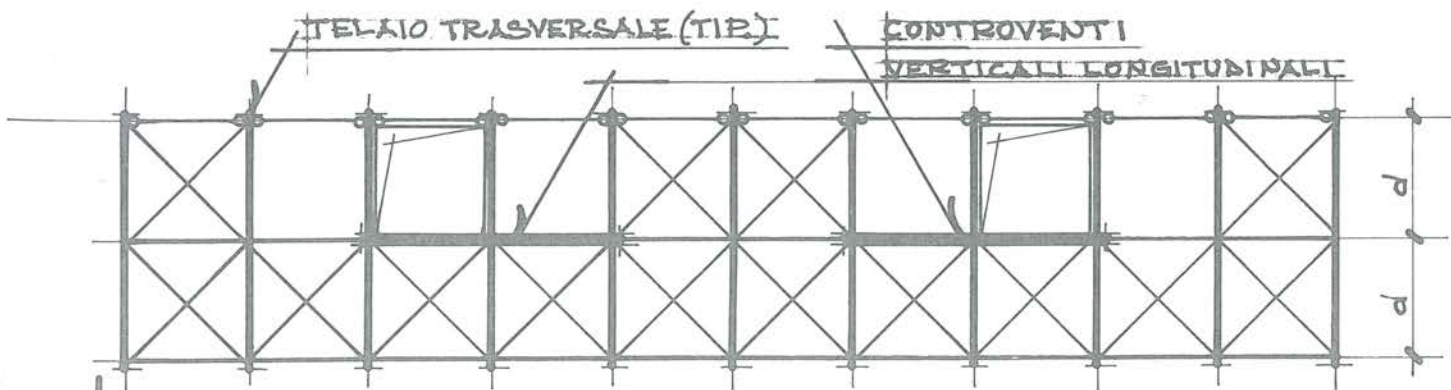 TELAIO TRASVERSALE (TIP.)
CONTROVENTI
VERTICALI LONGITUDINALI
d
d